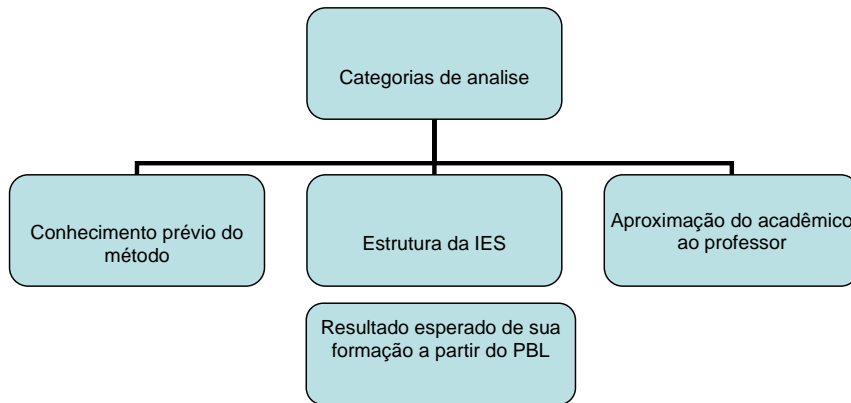 Categorias de analise
Conhecimento prévio do
método
Estrutura da IES
Aproximação do acadêmico
ao professor
Resultado esperado de sua
formação a partir do PBL